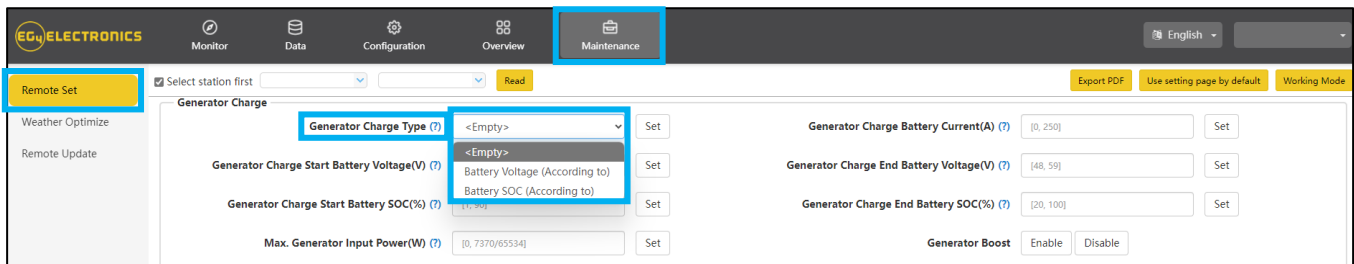 EG4 ELECTRONICS
Monitor
Data
Configuration
Overview
Maintenance
English
Remote Set
Weather Optimize
Remote Update
Select station first
Read
Export PDF
Use setting page by default
Working Mode
Generator Charge
Generator Charge Type (?)
<Empty>
Set
Generator Charge Battery Current(A) (?)
[0, 250]
Set
<Empty>
Battery Voltage (According to)
Battery SOC (According to)
Generator Charge Start Battery Voltage(V) (?)
Set
Generator Charge End Battery Voltage(V) (?)
[48, 59]
Set
Generator Charge Start Battery SOC(%) (?)
[1, 90]
Set
Generator Charge End Battery SOC(%) (?)
[20, 100]
Set
Max. Generator Input Power(W) (?)
[0, 7370/65534]
Set
Generator Boost
Enable
Disable